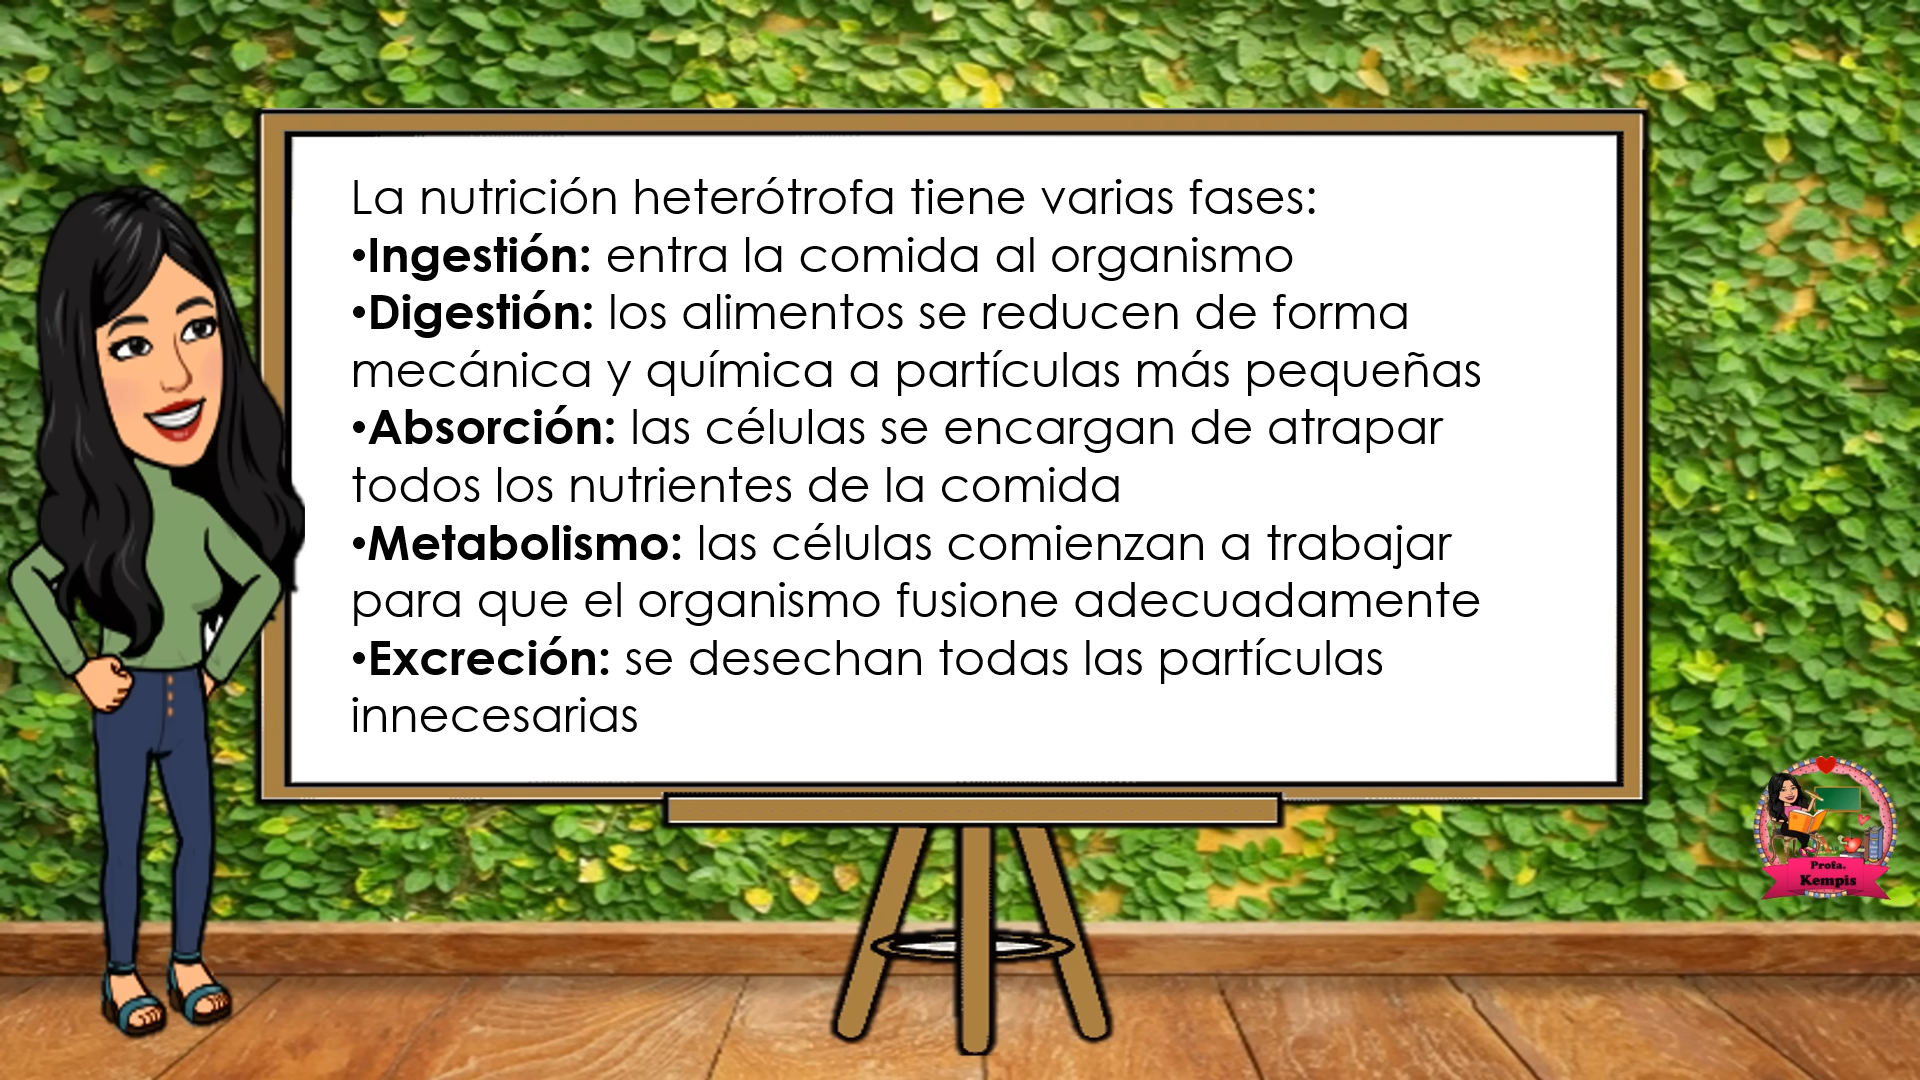 La nutrición heterótrofa tiene varias fases:
•Ingestión: entra la comida al organismo
•Digestión: los alimentos se reducen de forma
mecánica y química a partículas más pequeñas
•Absorción: las células se encargan de atrapar
todos los nutrientes de la comida
•Metabolismo: las células comienzan a trabajar
para que el organismo fusione adecuadamente
•Excreción: se desechan todas las partículas
innecesarias
Profa.
Kempis